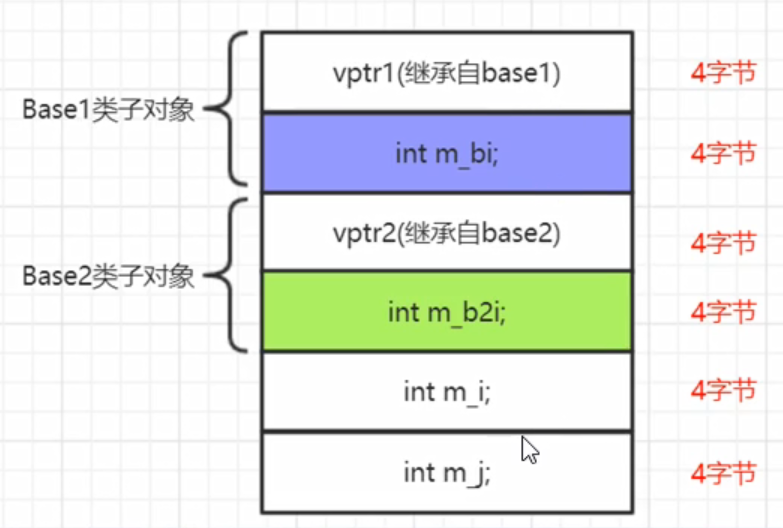 vptr1(继承自base1)
4字节
Base1类子对象
int m_bi;
4字节
vptr2(继承自base2)
4字节
Base2类子对象
int m_b2i;
4字节
int m_i;
4字节
int m_j;
4字节